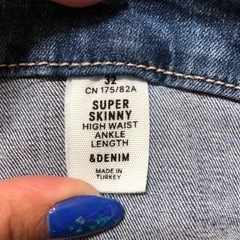 32
CN 175/82A
SUPER
SKINNY
HIGH WAIST
ANKLE
LENGTH
&DENIM
MADE IN
TURKEY